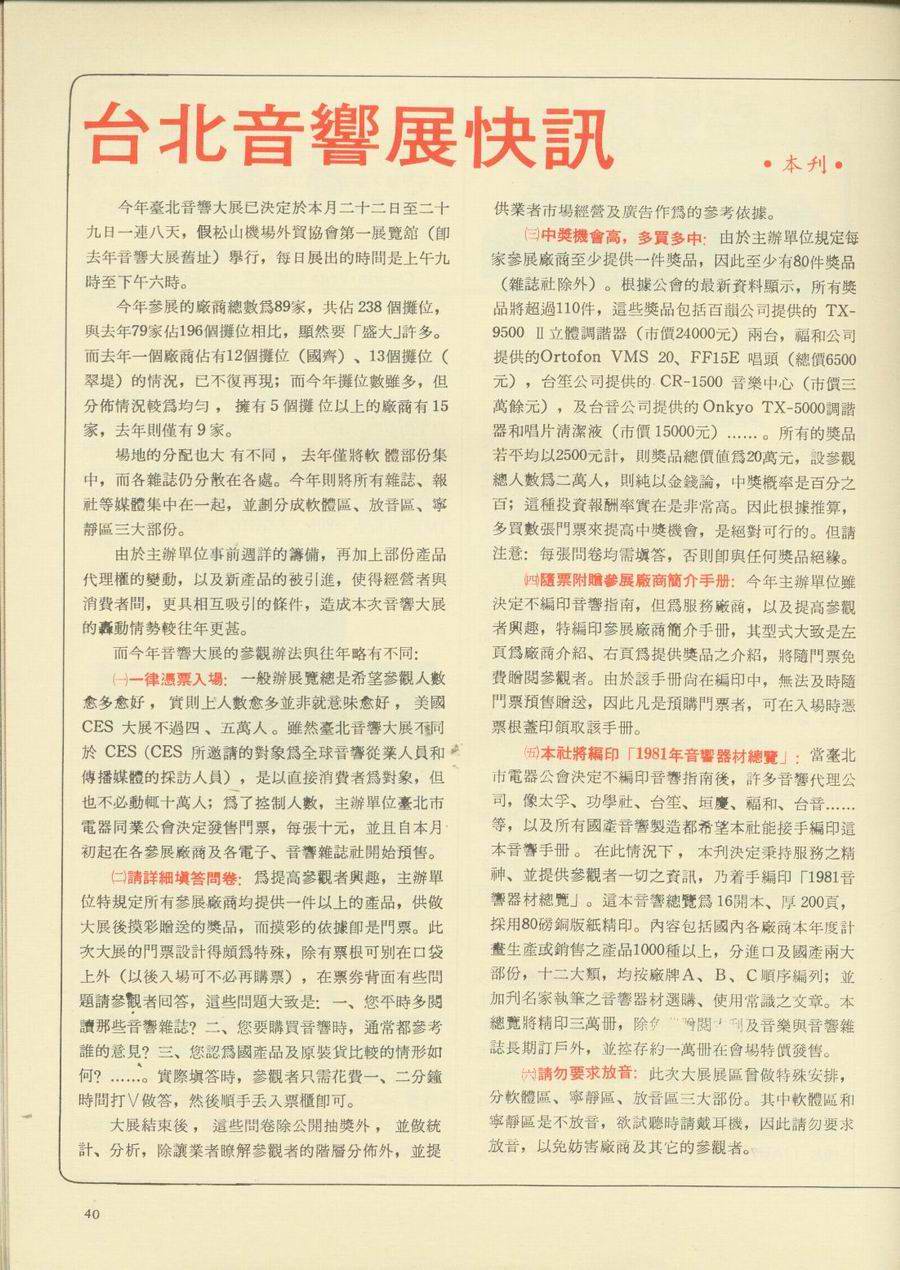 台北音響展快訊
•本刊•
今年臺北音響大展已決定於本月二十二日至二十
九日一連八天，假松山機場外貿協會第一展覽館（卽
去年音響大展舊址）舉行，每日展出的時間是上午九
時至下午六時。
今年參展的廠商總數爲89家，共佔 238 個攤位，
與去年79家佔196個攤位相比，顯然要「盛大」許多。
而去年一個廠商佔有12個攤位（國齊）、13個攤位（
翠堤）的情況，已不復再現；而今年攤位數雖多，但
分佈情況較爲均勻，擁有5個攤位以上的廠商有15
家，去年則僅有9家。
場地的分配也大有不同，去年僅將軟體部份集
中，而各雜誌仍分散在各處。今年則將所有雜誌、報
社等媒體集中在一起，並劃分成軟體區、放音區、寧
靜區三大部份。
由於主辦單位事前週詳的籌備，再加上部份產品
代理權的變動，以及新產品的被引進，使得經營者與
消費者間，更具相互吸引的條件，造成本次音響大展
的轟動情勢較往年更甚。
而今年音響大展的參觀辦法與往年略有不同：
㈠一律憑票入場：一般辦展覽總是希望參觀人數
愈多愈好，實則上人數愈多並非就意味愈好，美國
CES 大展不過四、五萬人。雖然臺北音響大展不同
於 CES (CES 所邀請的對象爲全球音響從業人員和
傳播媒體的採訪人員），是以直接消費者爲對象，但
也不必動輒十萬人；爲了控制人數，主辦單位臺北市
電器同業公會決定發售門票，每張十元，並且自本月
初起在各參展廠商及各電子、音響雜誌社開始預售。
㈡請詳細塡答問卷：爲提高參觀者興趣，主辦單
位特規定所有參展廠商均提供一件以上的產品，供做
大展後摸彩贈送的獎品，而摸彩的依據卽是門票。此
次大展的門票設計得頗爲特殊，除有票根可別在口袋
上外（以後入場可不必再購票），在票券背面有些問
題請參觀者回答，這些問題大致是：一、您平時多閱
讀那些音響雜誌？二、您要購買音響時，通常都參考
誰的意見？三、您認爲國產品及原裝貨比較的情形如
何？……。實際塡答時，參觀者只需花費一、二分鐘
時間打∨做答，然後順手丢入票櫃卽可。
大展結束後，這些問卷除公開抽獎外，並做統
計、分析，除讓業者瞭解參觀者的階層分佈外，並提
供業者市場經營及廣告作爲的參考依據。
㈢中獎機會高，多買多中：由於主辦單位規定每
家參展廠商至少提供一件獎品，因此至少有80件獎品
（雜誌社除外）。根據公會的最新資料顯示，所有獎
品將超過110件，這些獎品包括百韻公司提供的 TX-
9500 Ⅱ立體調諧器（市價24000元）兩台，福和公司
提供的Ortofon VMS 20、FF15E 唱頭（總價6500
元），台笙公司提供的 CR-1500 音樂中心（市價三
萬餘元），及台音公司提供的Onkyo TX-5000調諧
器和唱片清潔液（市價15000元）……。所有的獎品
若平均以2500元計，則獎品總價值爲20萬元，設參觀
總人數爲二萬人，則純以金錢論，中獎概率是百分之
百；這種投資報酬率實在是非常高。因此根據推算，
多買數張門票來提高中獎機會，是絕對可行的。但請
注意：每張問卷均需塡答，否則卽與任何獎品絕緣。
㈣隨票附贈參展廠商簡介手册：今年主辦單位雖
決定不編印音響指南，但爲服務廠商，以及提高參觀
者興趣，特編印參展廠商簡介手册，其型式大致是左
頁爲廠商介紹、右頁爲提供獎品之介紹，將隨門票免
費贈閱參觀者。由於該手册尙在編印中，無法及時隨
門票預售贈送，因此凡是預購門票者，可在入場時憑
票根蓋印領取該手册。
㈤本社將編印「1981年音響器材總覽」：當臺北
市電器公會決定不編印音響指南後，許多音響代理公
司，像太孚、功學社、台笙、垣慶、福和、台音……
等，以及所有國產音響製造都希望本社能接手編印這
本音響手册。在此情況下，本刋決定秉持服務之精
神、並提供參觀者一切之資訊，乃着手編印「1981音
響器材總覽」。這本音響總覽爲 16開本、厚 200頁，
採用80磅銅版紙精印。內容包括國內各廠商本年度計
畫生產或銷售之產品1000種以上，分進口及國產兩大
部份，十二大類，均按廠牌A、B、C順序編列；並
加刋名家執筆之音響器材選購、使用常識之文章。本
總覽將精印三萬册，除 贈閱 刋及音樂與音響雜
誌長期訂戶外，並控存約一萬册在會場特價發售。
㈥請勿要求放音：此次大展展區曾做特殊安排，
分軟體區、寧靜區、放音區三大部份。其中軟體區和
寧靜區是不放音，欲試聽時請戴耳機，因此請勿要求
放音，以免妨害廠商及其它的參觀者。
40